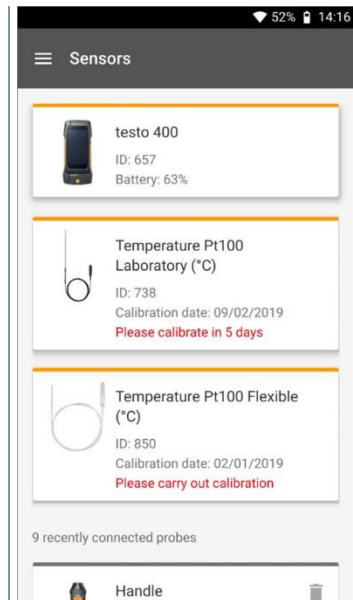 52% 14:16
Sensors
testo 400
ID: 657
Battery: 63%
Temperature Pt100
Laboratory (°C)
ID: 738
Calibration date: 09/02/2019
Please calibrate in 5 days
Temperature Pt100 Flexible
(°C)
ID: 850
Calibration date: 02/01/2019
Please carry out calibration
9 recently connected probes
Handle